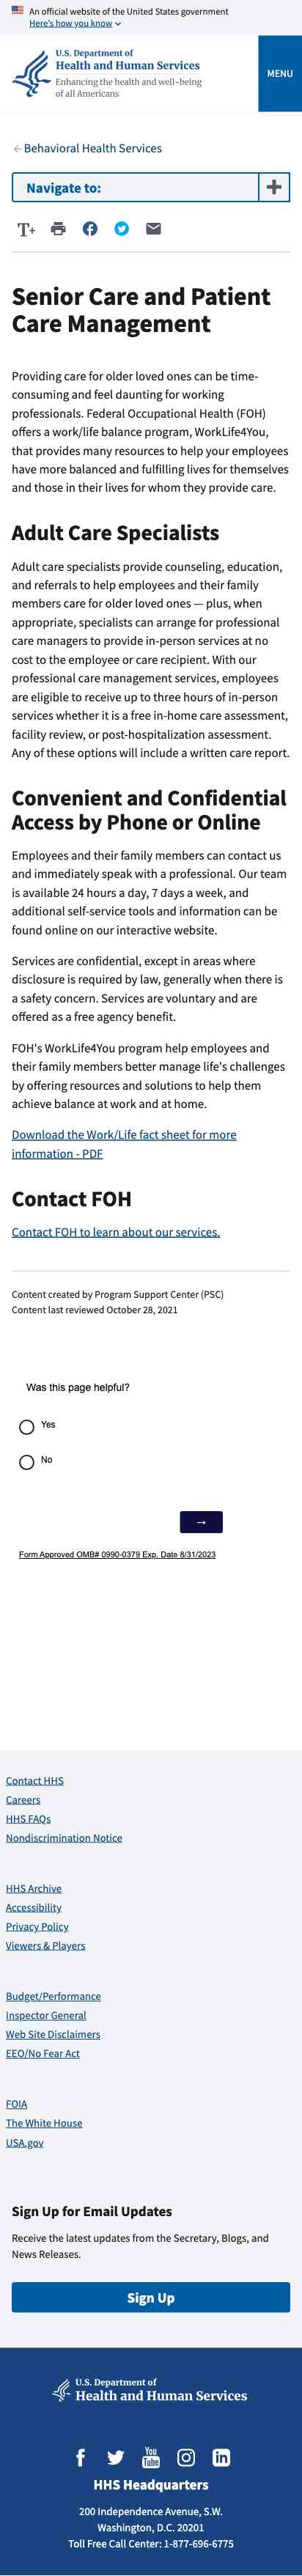 An official website of the United States government
Here's how you know
U.S. Department of
Health and Human Services
Enhancing the health and well-being
of all Americans
MENU
Behavioral Health Services
Navigate to:
T+
Senior Care and Patient
Care Management
Providing care for older loved ones can be time-
consuming and feel daunting for working
professionals. Federal Occupational Health (FOH)
offers a work/life balance program, WorkLife4You,
that provides many resources to help your employees
have more balanced and fulfilling lives for themselves
and those in their lives for whom they provide care.
Adult Care Specialists
Adult care specialists provide counseling, education,
and referrals to help employees and their family
members care for older loved ones — plus, when
appropriate, specialists can arrange for professional
care managers to provide in-person services at no
cost to the employee or care recipient. With our
professional care management services, employees
are eligible to receive up to three hours of in-person
services whether it is a free in-home care assessment,
facility review, or post-hospitalization assessment.
Any of these options will include a written care report.
Convenient and Confidential
Access by Phone or Online
Employees and their family members can contact us
and immediately speak with a professional. Our team
is available 24 hours a day, 7 days a week, and
additional self-service tools and information can be
found online on our interactive website.
Services are confidential, except in areas where
disclosure is required by law, generally when there is
a safety concern. Services are voluntary and are
offered as a free agency benefit.
FOH's WorkLife4You program help employees and
their family members better manage life's challenges
by offering resources and solutions to help them
achieve balance at work and at home.
Download the Work/Life fact sheet for more
information - PDF
Contact FOH
Contact FOH to learn about our services.
Content created by Program Support Center (PSC)
Content last reviewed October 28, 2021
Was this page helpful?
Yes
No
→
Form Approved OMB# 0990-0379 Exp. Date 8/31/2023
Contact HHS
Careers
HHS FAQs
Nondiscrimination Notice
HHS Archive
Accessibility
Privacy Policy
Viewers & Players
Budget/Performance
Inspector General
Web Site Disclaimers
EEO/No Fear Act
FOIA
The White House
USA.gov
Sign Up for Email Updates
Receive the latest updates from the Secretary, Blogs, and
News Releases.
Sign Up
U.S. Department of
Health and Human Services
You Tube
HHS Headquarters
200 Independence Avenue, S.W.
Washington, D.C. 20201
Toll Free Call Center: 1-877-696-6775